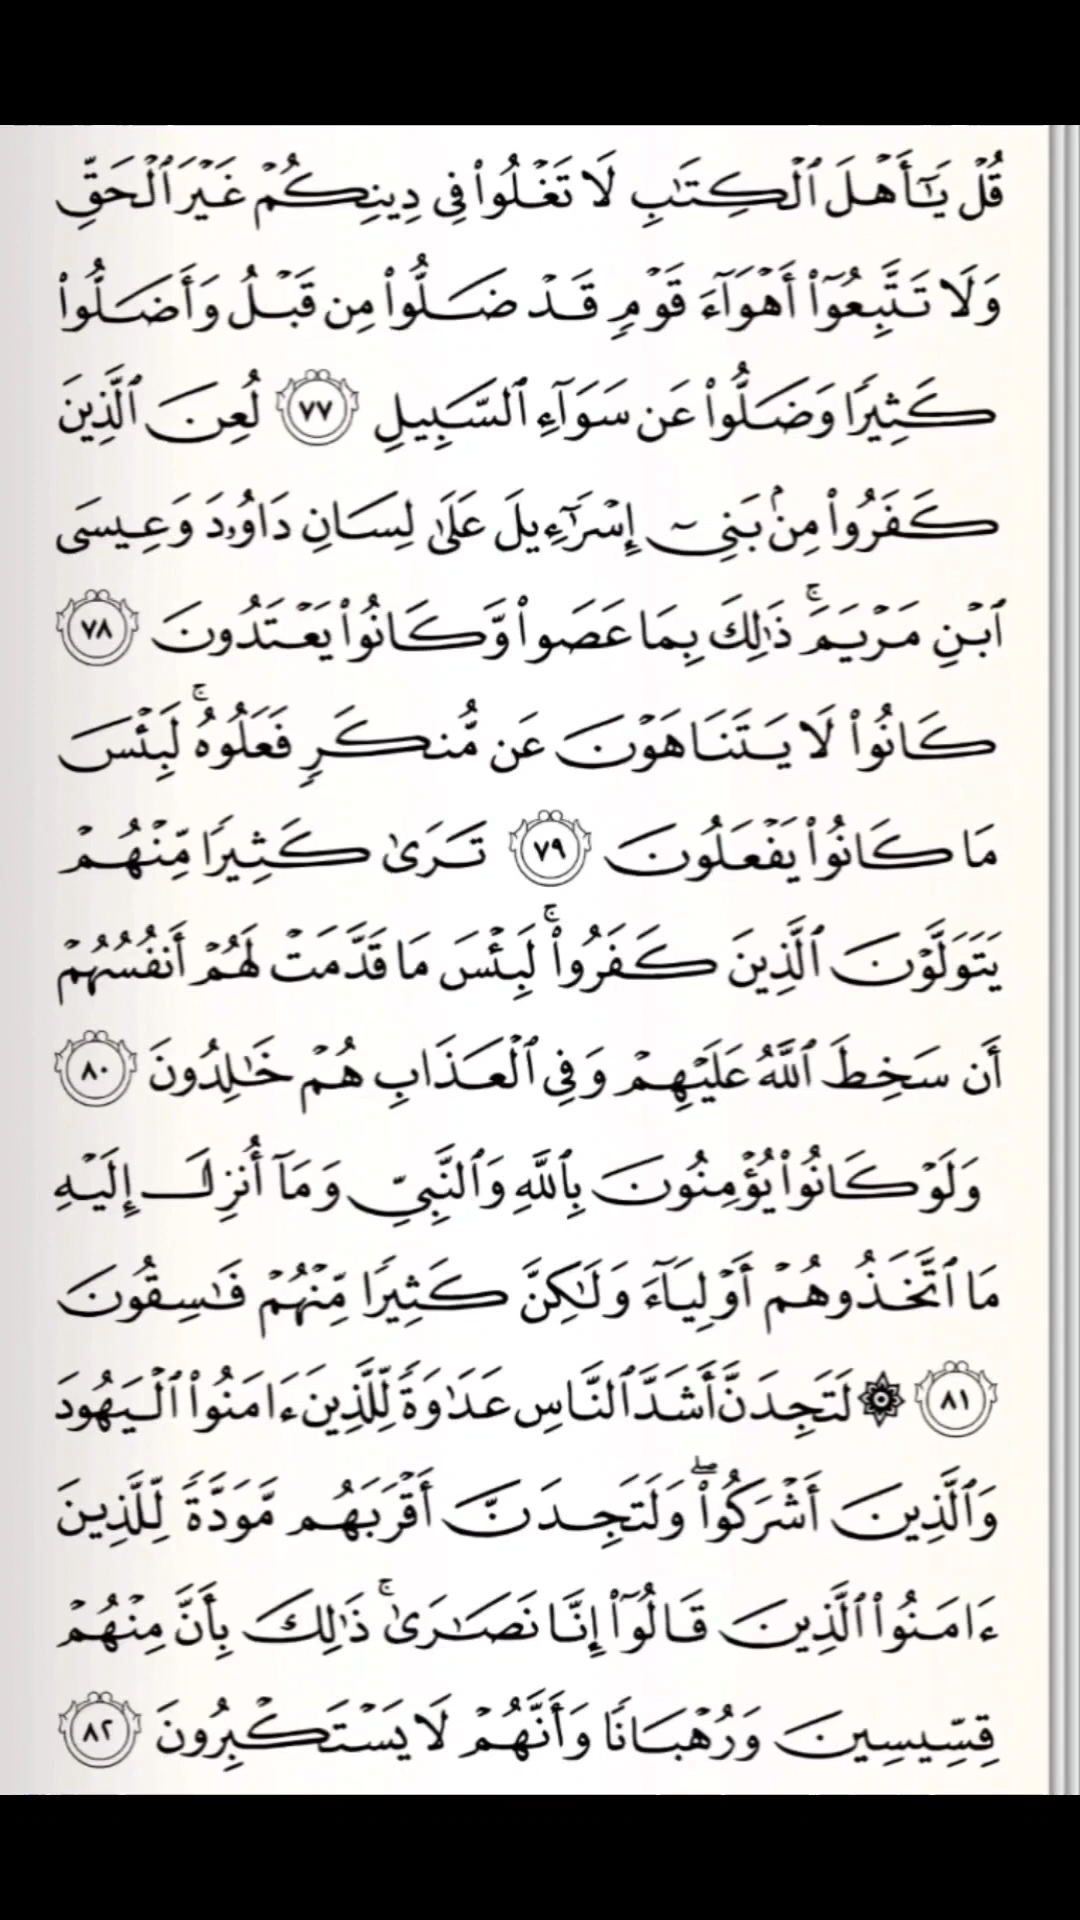 قُلْ يَـٰٓأَهْلَ ٱلْكِتَـٰبِ لَا تَغْلُوا۟ فِى دِينِكُمْ غَيْرَ ٱلْحَقِّ
وَلَا تَتَّبِعُوٓا۟ أَهْوَآءَ قَوْمٍ قَدْ ضَلُّوا۟ مِن قَبْلُ وَأَضَلُّوا۟
كَثِيرًا وَضَلُّوا۟ عَن سَوَآءِ ٱلسَّبِيلِ ٧٧ لُعِنَ ٱلَّذِينَ
كَفَرُوا۟ مِنۢ بَنِىٓ إِسْرَٰٓءِيلَ عَلَىٰ لِسَانِ دَاوُۥدَ وَعِيسَى
ٱبْنِ مَرْيَمَ ۚ ذَٰلِكَ بِمَا عَصَوا۟ وَّكَانُوا۟ يَعْتَدُونَ ٧٨
كَانُوا۟ لَا يَتَنَاهَوْنَ عَن مُّنكَرٍ فَعَلُوهُ ۚ لَبِئْسَ
مَا كَانُوا۟ يَفْعَلُونَ ٧٩ تَرَىٰ كَثِيرًا مِّنْهُمْ
يَتَوَلَّوْنَ ٱلَّذِينَ كَفَرُوا۟ ۚ لَبِئْسَ مَا قَدَّمَتْ لَهُمْ أَنفُسُهُمْ
أَن سَخِطَ ٱللَّهُ عَلَيْهِمْ وَفِى ٱلْعَذَابِ هُمْ خَـٰلِدُونَ ٨٠
وَلَوْ كَانُوا۟ يُؤْمِنُونَ بِٱللَّهِ وَٱلنَّبِىِّ وَمَآ أُنزِلَ إِلَيْهِ
مَا ٱتَّخَذُوهُمْ أَوْلِيَآءَ وَلَـٰكِنَّ كَثِيرًا مِّنْهُمْ فَـٰسِقُونَ
٨١ ۞ لَتَجِدَنَّ أَشَدَّ ٱلنَّاسِ عَدَٰوَةً لِّلَّذِينَ ءَامَنُوا۟ ٱلْيَهُودَ
وَٱلَّذِينَ أَشْرَكُوا۟ ۖ وَلَتَجِدَنَّ أَقْرَبَهُم مَّوَدَّةً لِّلَّذِينَ
ءَامَنُوا۟ ٱلَّذِينَ قَالُوٓا۟ إِنَّا نَصَـٰرَىٰ ۚ ذَٰلِكَ بِأَنَّ مِنْهُمْ
قِسِّيسِينَ وَرُهْبَانًا وَأَنَّهُمْ لَا يَسْتَكْبِرُونَ ٨٢